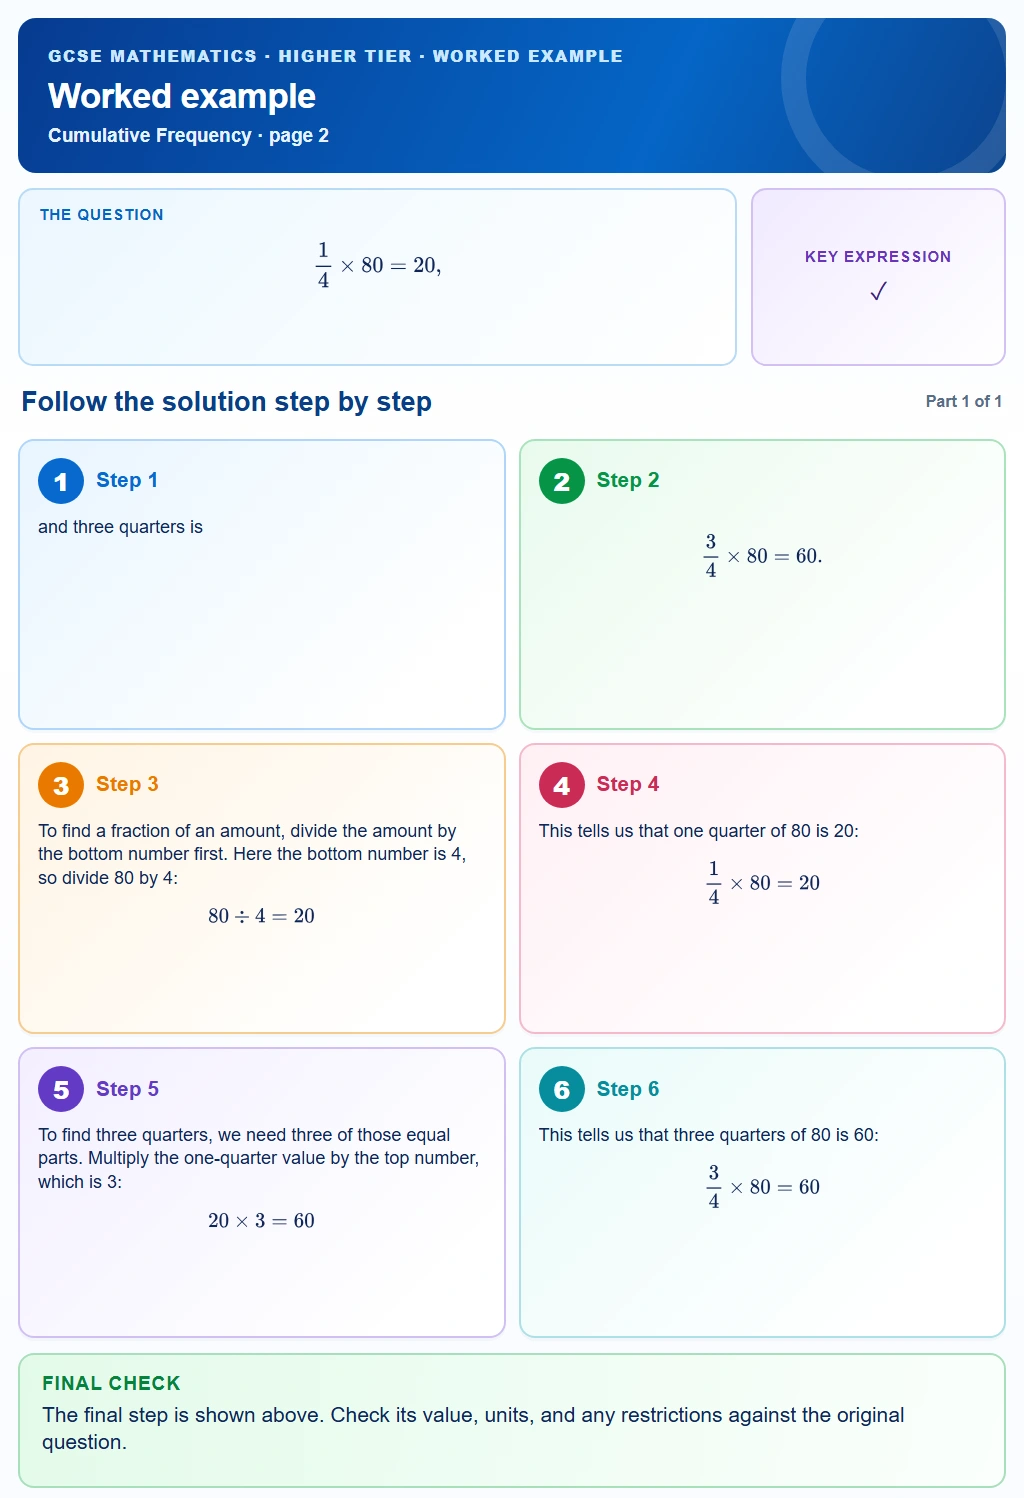 GCSE MATHEMATICS · HIGHER TIER · WORKED EXAMPLE
Worked example
Cumulative Frequency · page 2
THE QUESTION
1/4 × 80 = 20,
KEY EXPRESSION
✓
Follow the solution step by step
Part 1 of 1
1 Step 1
and three quarters is
2 Step 2
3/4 × 80 = 60.
3 Step 3
To find a fraction of an amount, divide the amount by
the bottom number first. Here the bottom number is 4,
so divide 80 by 4:
80 ÷ 4 = 20
4 Step 4
This tells us that one quarter of 80 is 20:
1/4 × 80 = 20
5 Step 5
To find three quarters, we need three of those equal
parts. Multiply the one-quarter value by the top number,
which is 3:
20 × 3 = 60
6 Step 6
This tells us that three quarters of 80 is 60:
3/4 × 80 = 60
FINAL CHECK
The final step is shown above. Check its value, units, and any restrictions against the original
question.